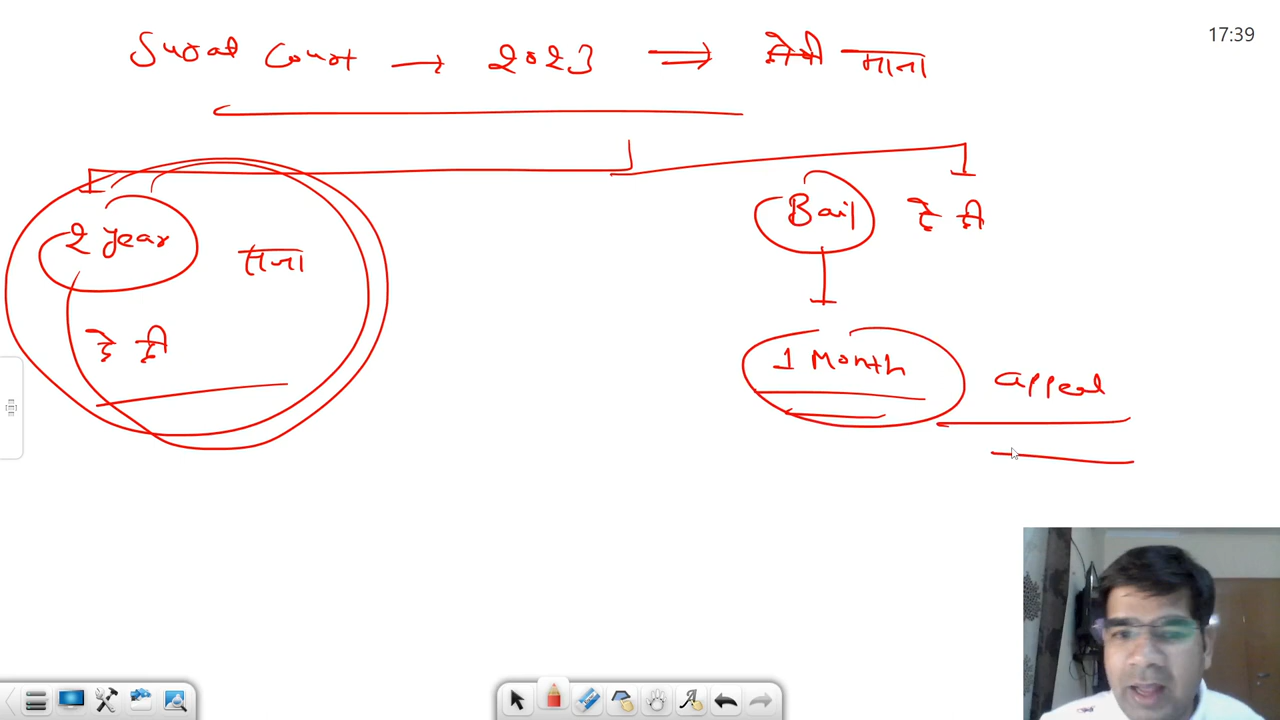 17:39
Surat Court → 2023 ⇒ दोषी माना
2 year सजा
दे दी
Bail दे दी
1 Month appeal